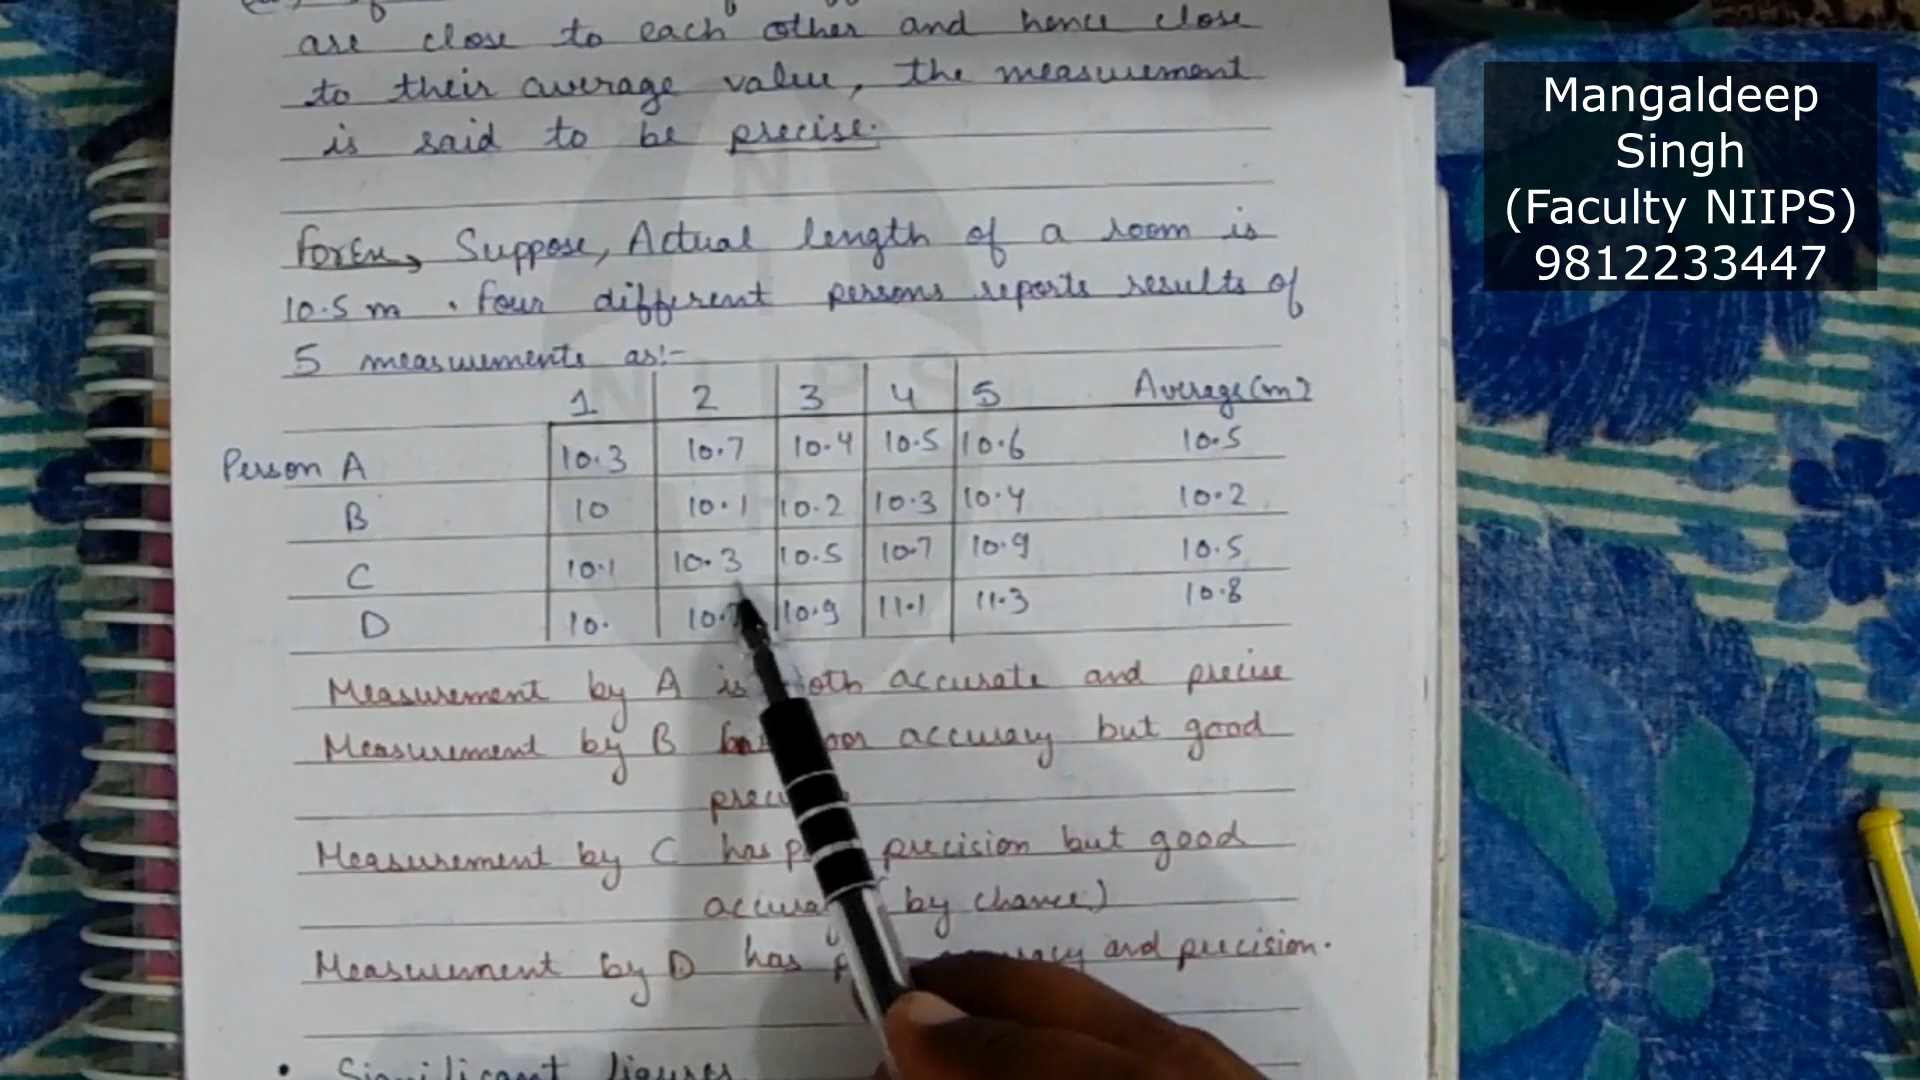 are close to each other and hence close
to their average value, the measurement
is said to be precise.
ForEx, Suppose, Actual length of a room is
10.5 m . Four different persons reports results of
5 measurements as:-
1 2 3 4 5 Average(m)
Person A 10.3 10.7 10.4 10.5 10.6 10.5
B 10 10.1 10.2 10.3 10.4 10.2
C 10.1 10.3 10.5 10.7 10.9 10.5
D 10. 10. 10.9 11.1 11.3 10.8
Measurement by A is accurate and precise
Measurement by B accuracy but good
Measurement by C has precision but good
(by chance)
Measurement by D has and precision.
• Significant figures
NIIPS
Mangaldeep
Singh
(Faculty NIIPS)
9812233447